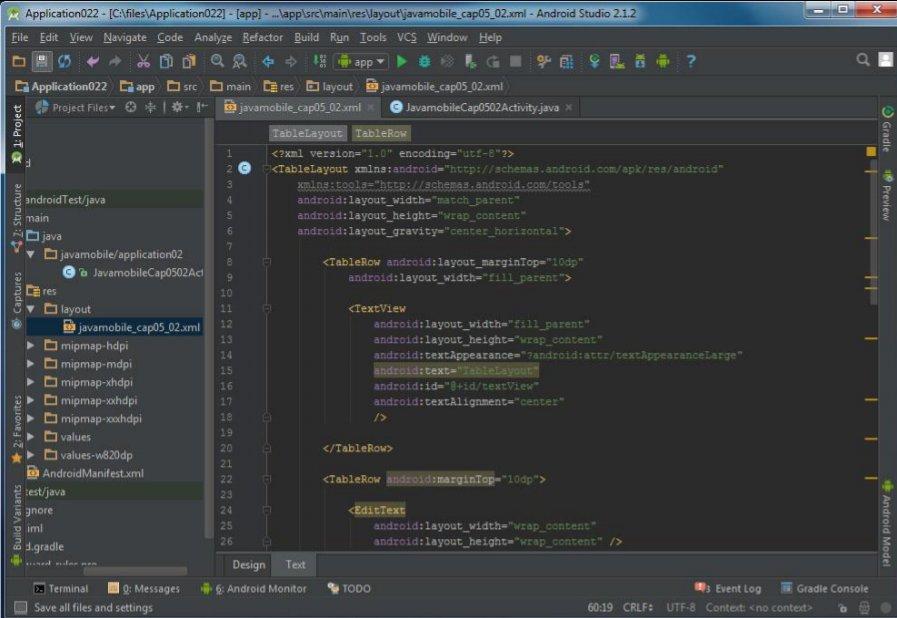 Application022 - [C:\files\Application022] - [app] - ...\app\src\main\res\layout\javamobile_cap05_02.xml - Android Studio 2.1.2
File Edit View Navigate Code Analyze Refactor Build Run Tools VCS Window Help
app
Application022 app src main res layout javamobile_cap05_02.xml
1: Project
Project Files
javamobile_cap05_02.xml
JavamobileCap0502Activity.java
Gradle
TableLayout TableRow
d
androidTest/java
main
java
javamobile/application02
JavamobileCap0502Act
res
layout
javamobile_cap05_02.xml
mipmap-hdpi
mipmap-mdpi
mipmap-xhdpi
mipmap-xxhdpi
mipmap-xxxhdpi
values
values-w820dp
AndroidManifest.xml
test/java
gnore
iml
d.gradle
7: Structure
Captures
2: Favorites
Build Variants
1 <?xml version="1.0" encoding="utf-8"?>
2 <TableLayout xmlns:android="http://schemas.android.com/apk/res/android"
3 xmlns:tools="http://schemas.android.com/tools"
4 android:layout_width="match_parent"
5 android:layout_height="wrap_content"
6 android:layout_gravity="center_horizontal">
7
8 <TableRow android:layout_marginTop="10dp"
9 android:layout_width="fill_parent">
10
11 <TextView
12 android:layout_width="fill_parent"
13 android:layout_height="wrap_content"
14 android:textAppearance="?android:attr/textAppearanceLarge"
15 android:text="TableLayout"
16 android:id="@+id/textView"
17 android:textAlignment="center"
18 />
19
20 </TableRow>
21
22 <TableRow android:marginTop="10dp">
23
24 <EditText
25 android:layout_width="wrap_content"
26 android:layout_height="wrap_content" />
Preview
Android Model
Design Text
Terminal 0: Messages 6: Android Monitor TODO
3 Event Log Gradle Console
Save all files and settings
60:19 CRLF UTF-8 Context: <no context>